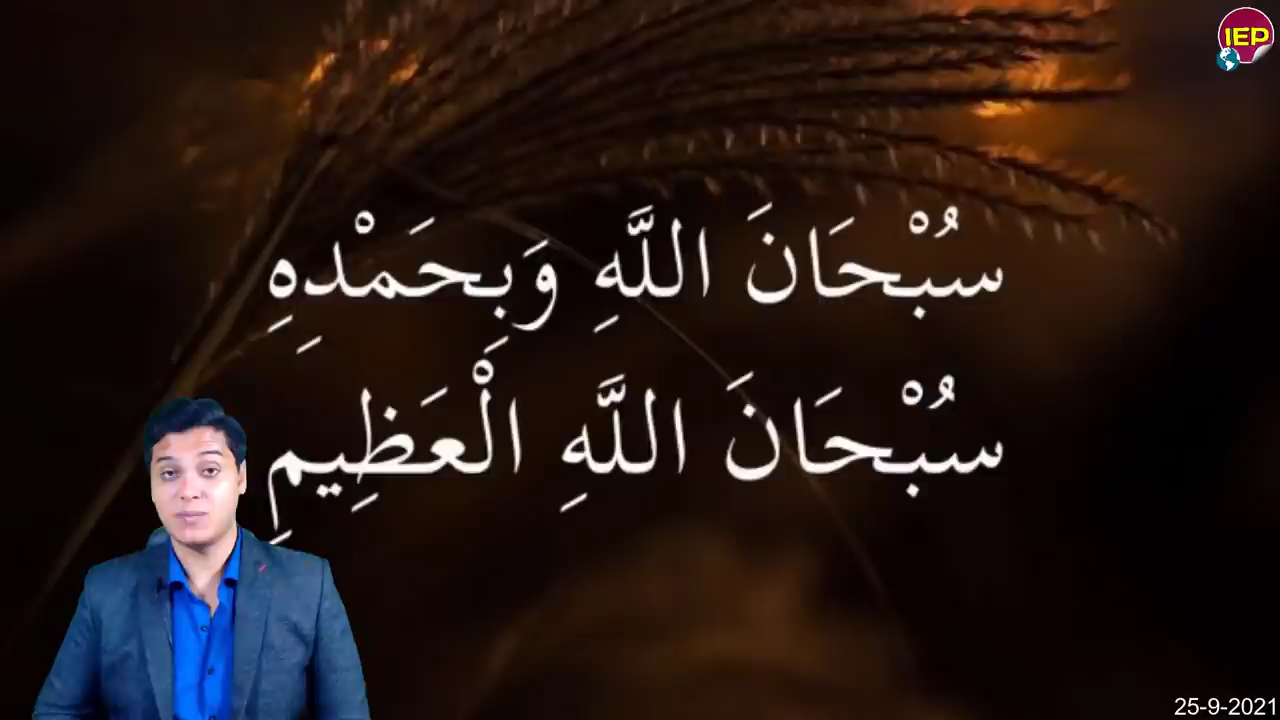 IEP
سُبْحَانَ اللَّهِ وَبِحَمْدِهِ
سُبْحَانَ اللَّهِ الْعَظِيمِ
25-9-2021